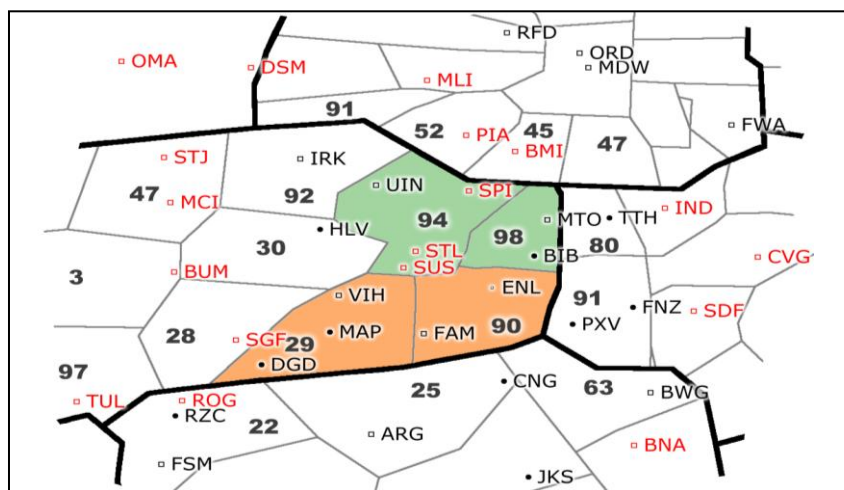 RFD
ORD
MDW
OMA
DSM
MLI
91
52
PIA
45
BMI
47
FWA
STJ
IRK
47
MCI
92
UIN
SPI
94
98
MTO
TTH
IND
80
BIB
HLV
30
STL
SUS
CVG
3
BUM
VIH
ENL
91
FNZ
SDF
PXV
28
SGF
29
MAP
FAM
90
DGD
97
TUL
ROG
RZC
22
25
CNG
63
BWG
ARG
BNA
FSM
JKS